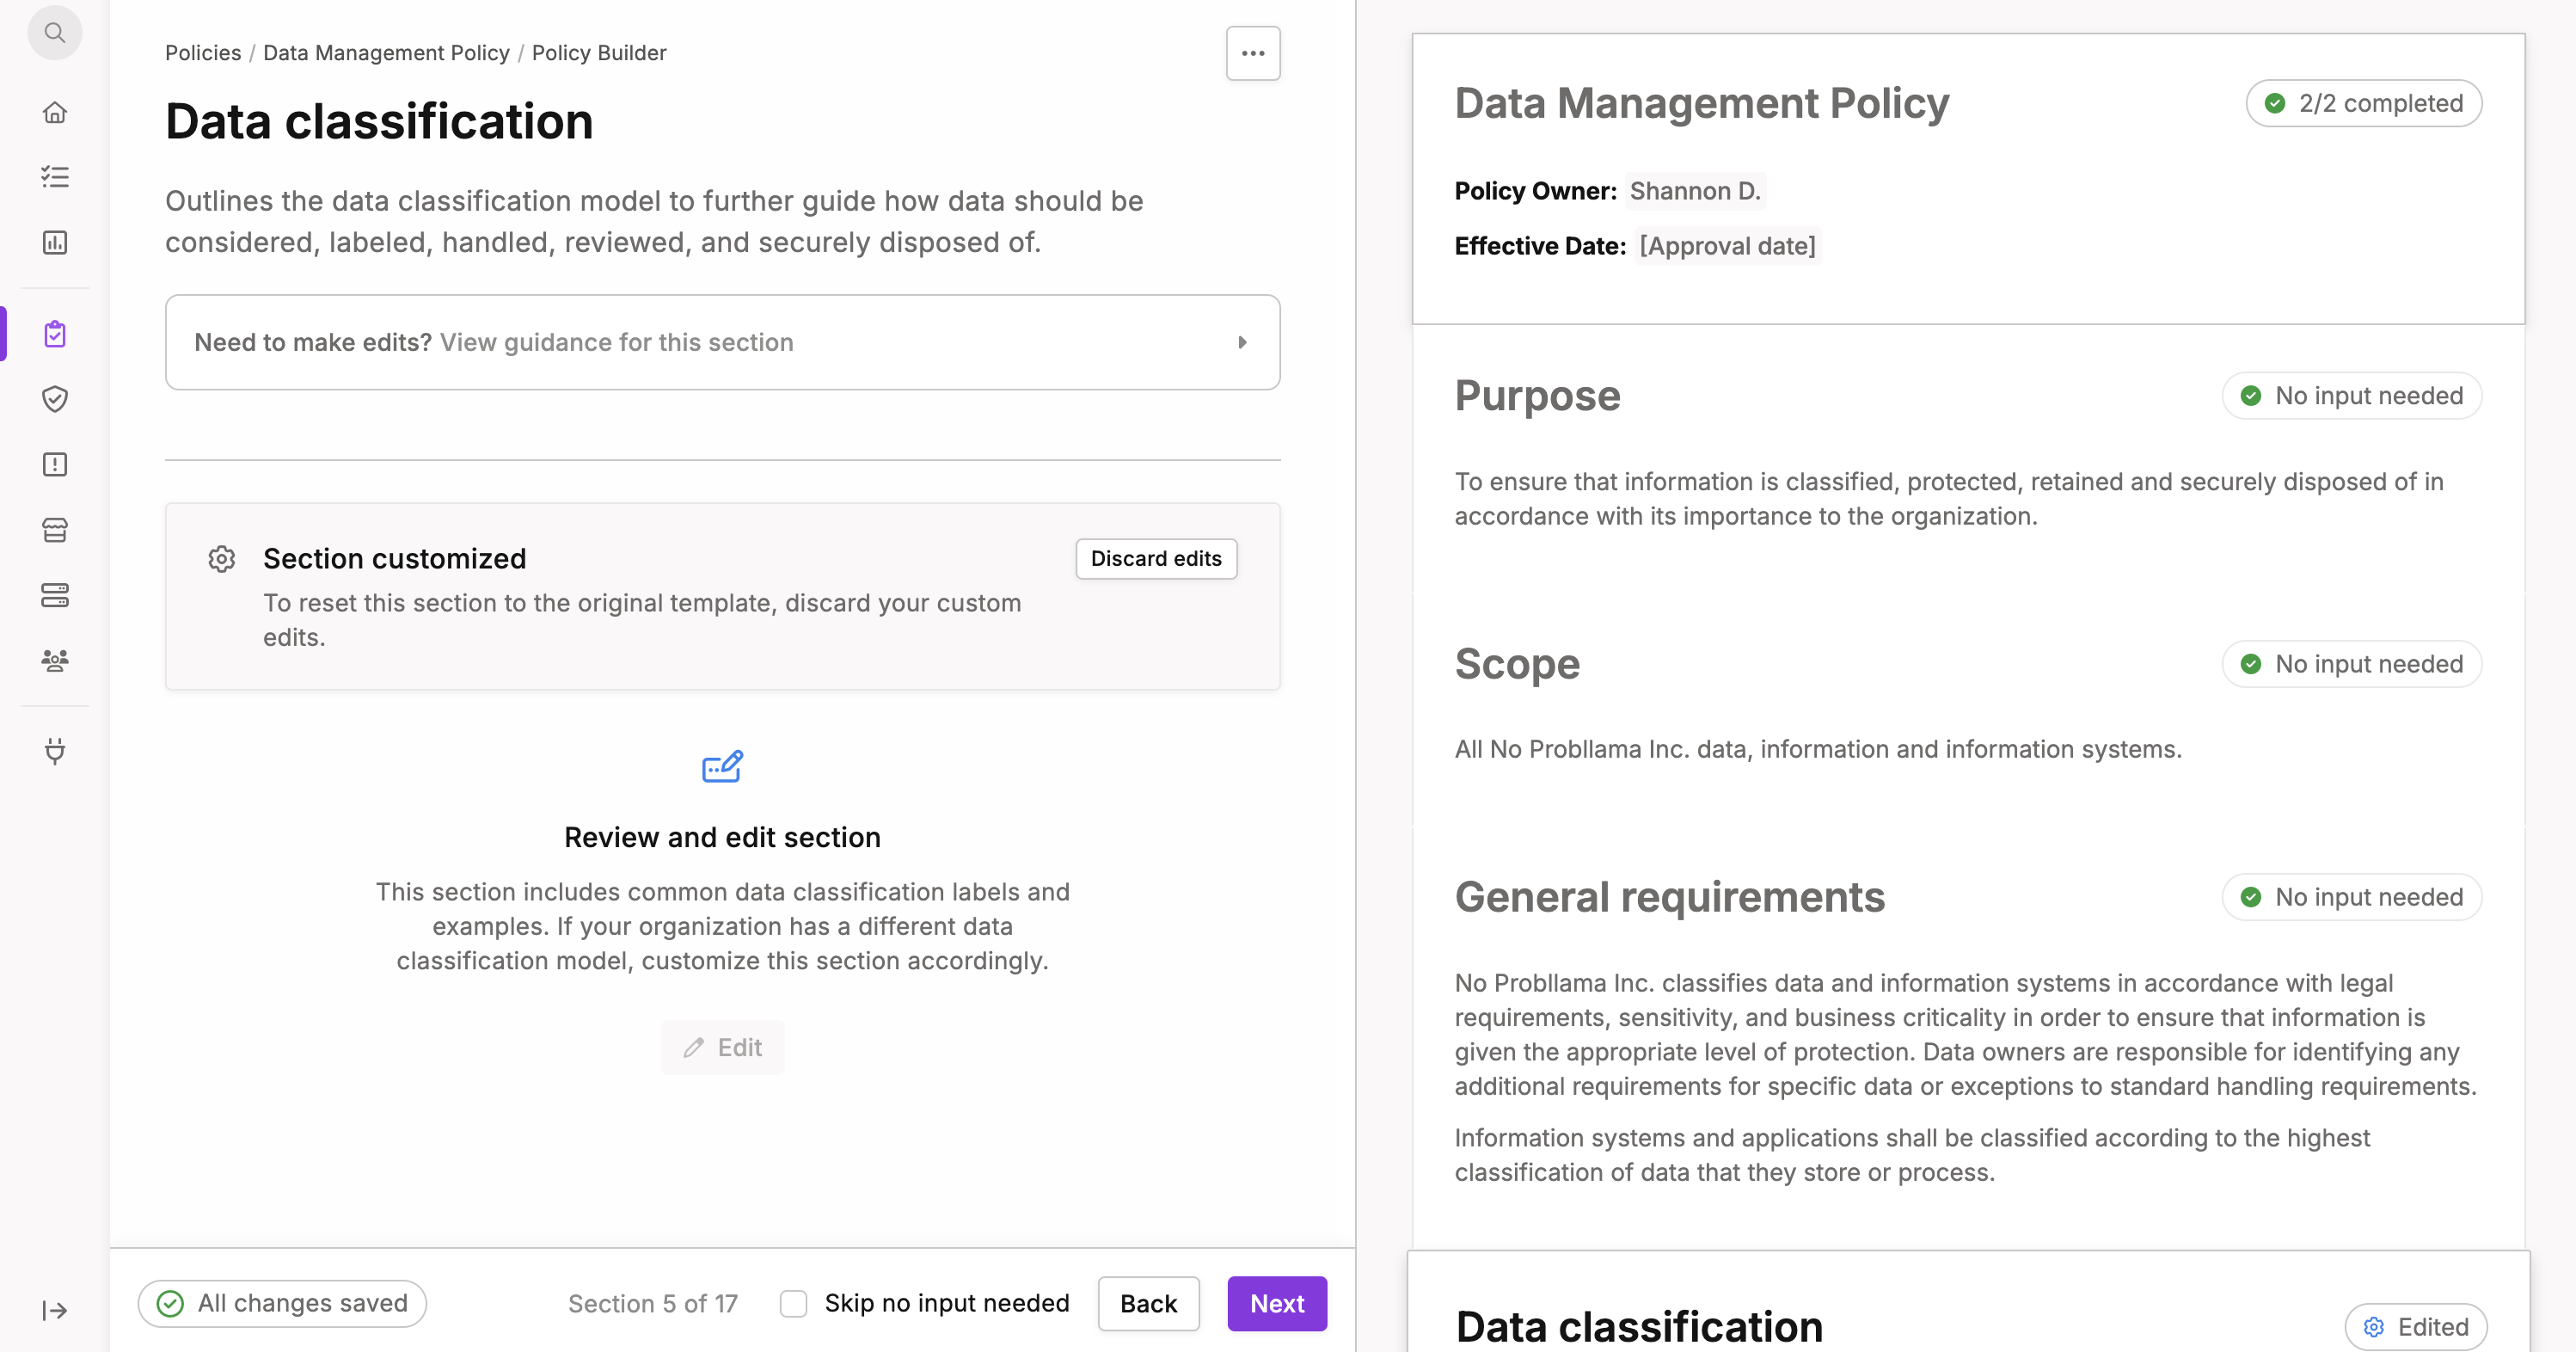 Policies / Data Management Policy / Policy Builder
Data classification
Outlines the data classification model to further guide how data should be
considered, labeled, handled, reviewed, and securely disposed of.
Need to make edits? View guidance for this section
Section customized
Discard edits
To reset this section to the original template, discard your custom
edits.
Review and edit section
This section includes common data classification labels and
examples. If your organization has a different data
classification model, customize this section accordingly.
Edit
All changes saved
Section 5 of 17
Skip no input needed
Back
Next
Data Management Policy
2/2 completed
Policy Owner: Shannon D.
Effective Date: [Approval date]
Purpose
No input needed
To ensure that information is classified, protected, retained and securely disposed of in
accordance with its importance to the organization.
Scope
No input needed
All No Probllama Inc. data, information and information systems.
General requirements
No input needed
No Probllama Inc. classifies data and information systems in accordance with legal
requirements, sensitivity, and business criticality in order to ensure that information is
given the appropriate level of protection. Data owners are responsible for identifying any
additional requirements for specific data or exceptions to standard handling requirements.
Information systems and applications shall be classified according to the highest
classification of data that they store or process.
Data classification
Edited